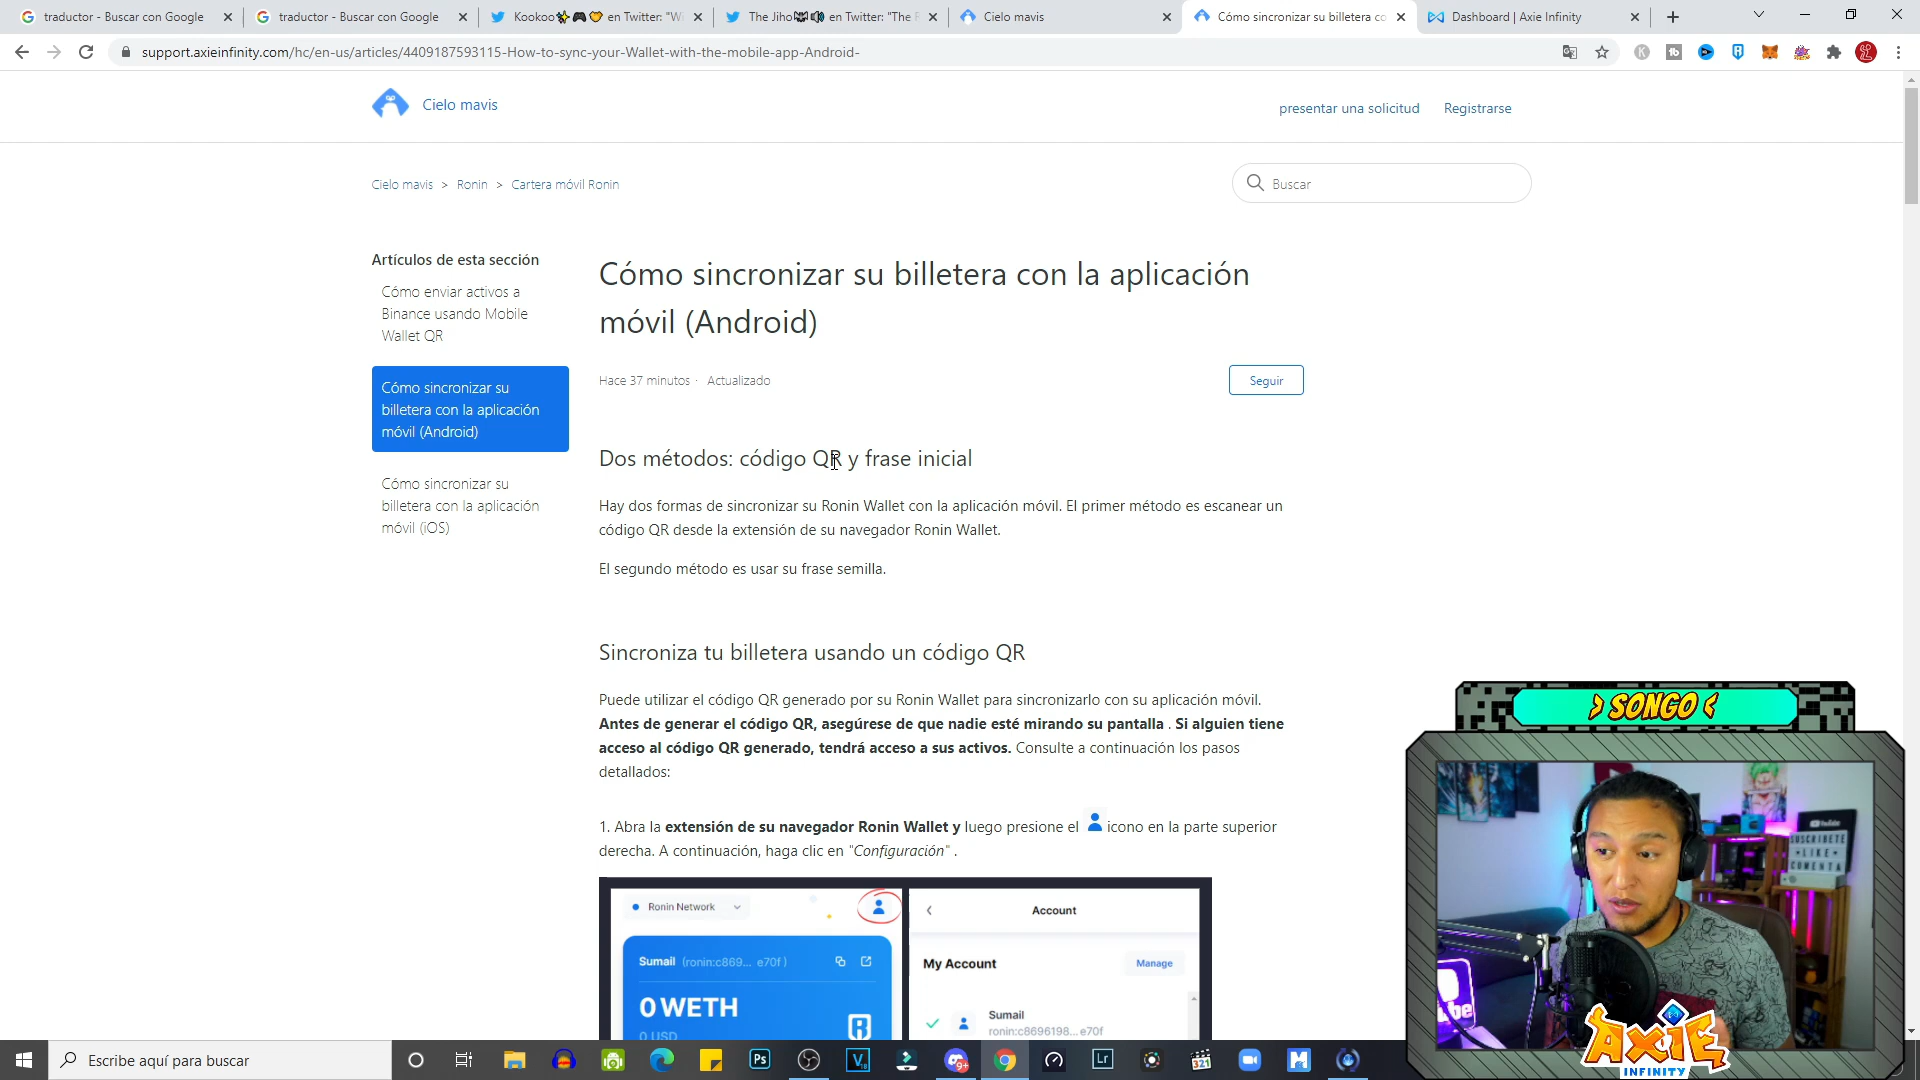 traductor - Buscar con Google
traductor - Buscar con Google
Kookoo✨🎮🧡 en Twitter: "Wi
The Jiho en Twitter: "The F
Cielo mavis
Cómo sincronizar su billetera co
Dashboard | Axie Infinity
support.axieinfinity.com/hc/en-us/articles/4409187593115-How-to-sync-your-Wallet-with-the-mobile-app-Android-
Cielo mavis
presentar una solicitud
Registrarse
Cielo mavis > Ronin > Cartera móvil Ronin
Buscar
Artículos de esta sección
Cómo enviar activos a
Binance usando Mobile
Wallet QR
Cómo sincronizar su
billetera con la aplicación
móvil (Android)
Cómo sincronizar su
billetera con la aplicación
móvil (iOS)
Cómo sincronizar su billetera con la aplicación
móvil (Android)
Hace 37 minutos · Actualizado
Seguir
Dos métodos: código QR y frase inicial
Hay dos formas de sincronizar su Ronin Wallet con la aplicación móvil. El primer método es escanear un
código QR desde la extensión de su navegador Ronin Wallet.
El segundo método es usar su frase semilla.
Sincroniza tu billetera usando un código QR
Puede utilizar el código QR generado por su Ronin Wallet para sincronizarlo con su aplicación móvil.
Antes de generar el código QR, asegúrese de que nadie esté mirando su pantalla . Si alguien tiene
acceso al código QR generado, tendrá acceso a sus activos. Consulte a continuación los pasos
detallados:
1. Abra la extensión de su navegador Ronin Wallet y luego presione el icono en la parte superior
derecha. A continuación, haga clic en "Configuración" .
Ronin Network
Sumail (ronin:c869... e70f)
0 WETH
0 USD
Account
My Account
Manage
Sumail
ronin:c8696198...e70f
SONGO
YouTube
SUSCRIBETE
LIKE
COMENTA
AXIE
INFINITY
Escribe aquí para buscar
Ps
Lr
321